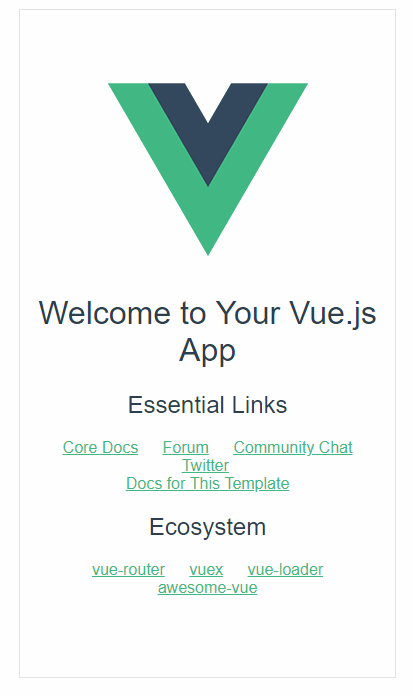 Welcome to Your Vue.js
App
Essential Links
Core Docs Forum Community Chat
Twitter
Docs for This Template
Ecosystem
vue-router vuex vue-loader
awesome-vue